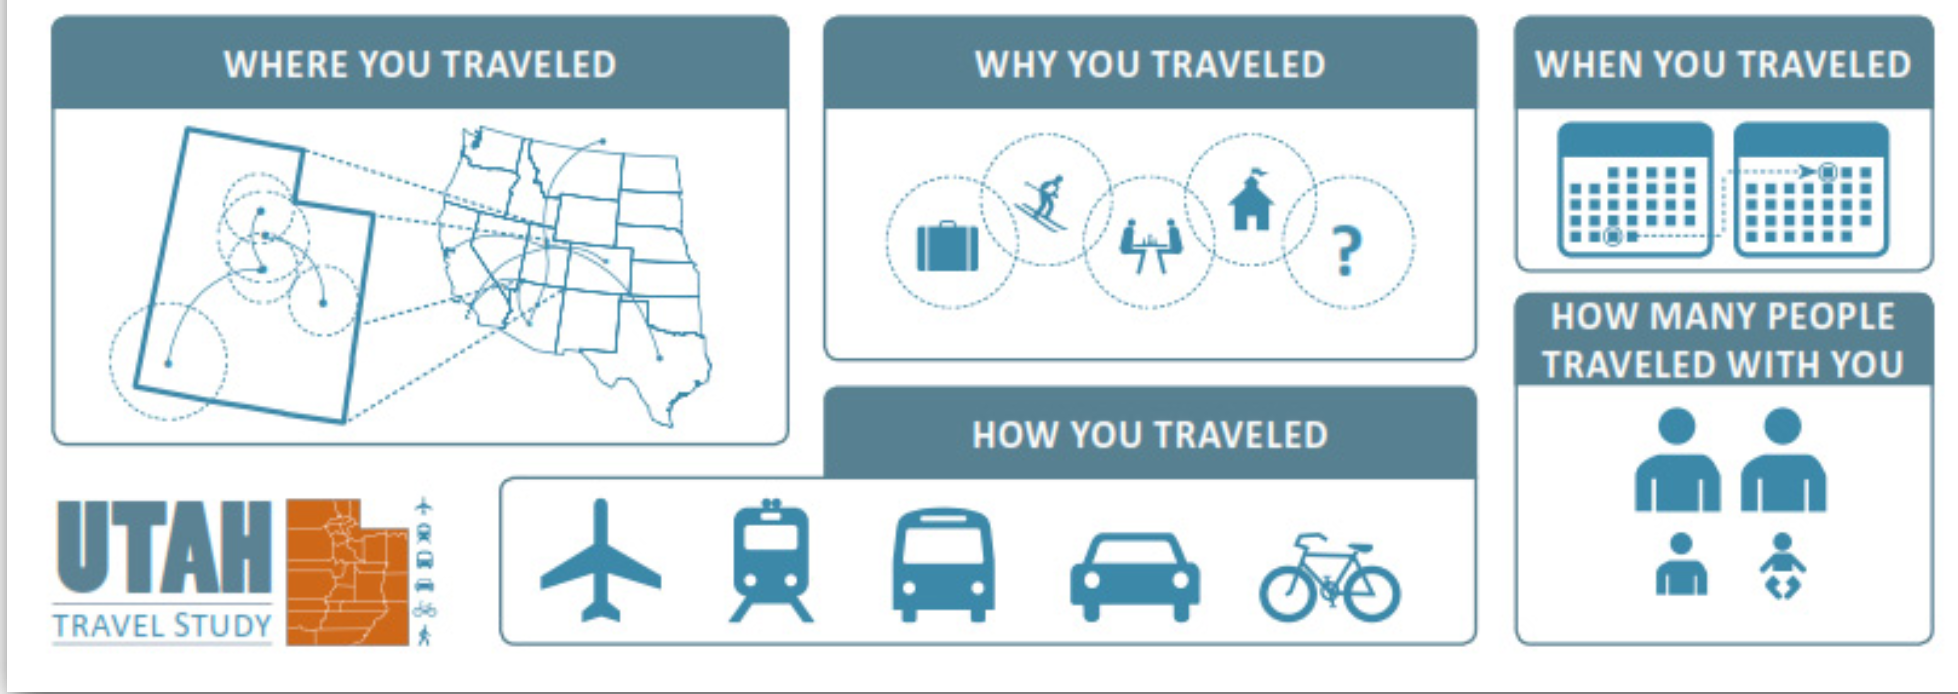 WHERE YOU TRAVELED
WHY YOU TRAVELED
WHEN YOU TRAVELED
?
HOW MANY PEOPLE
TRAVELED WITH YOU
HOW YOU TRAVELED
UTAH
TRAVEL STUDY